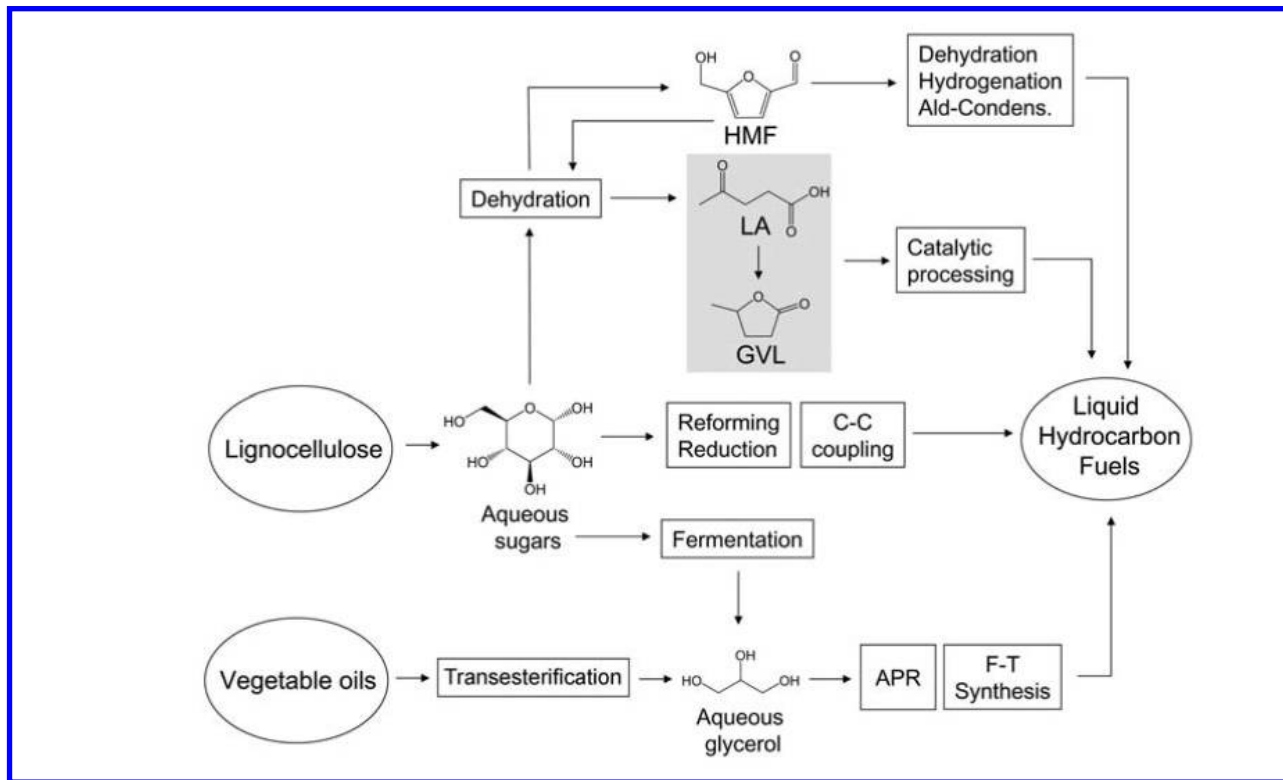 OH
O
O
HMF
Dehydration
Hydrogenation
Ald-Condens.
Dehydration
O
OH
O
LA
O
O
GVL
Catalytic
processing
Lignocellulose
HO
O
OH
HO
OH
OH
Aqueous
sugars
Reforming
Reduction
C-C
coupling
Liquid
Hydrocarbon
Fuels
Fermentation
Vegetable oils
Transesterification
OH
HO
OH
Aqueous
glycerol
APR
F-T
Synthesis